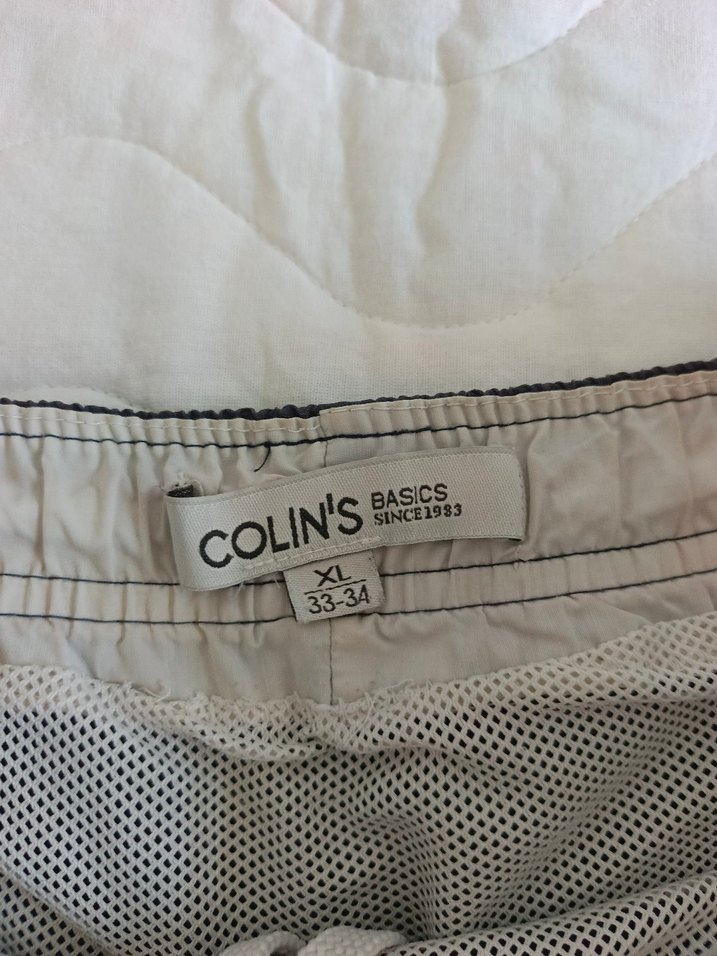 COLIN'S
BASICS
SINCE1983
XL
33-34